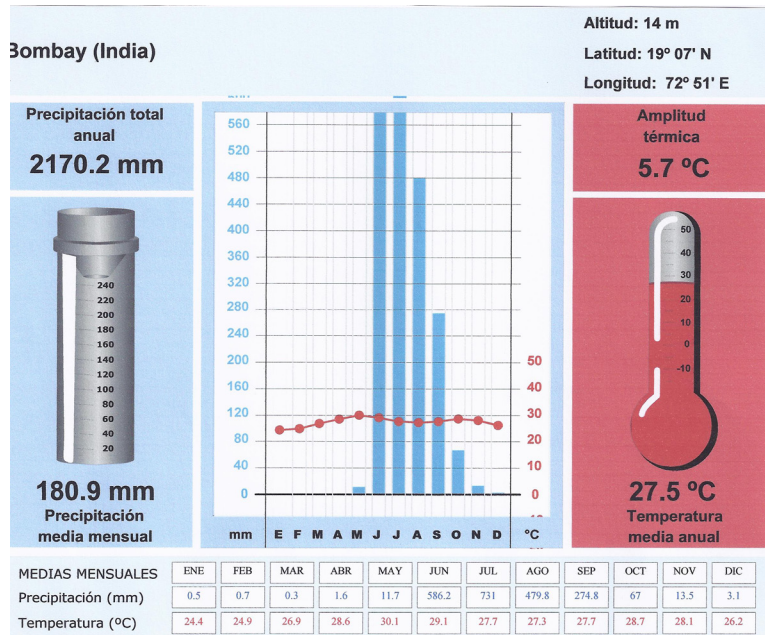 Bombay (India)
Altitud: 14 m
Latitud: 19º 07' N
Longitud: 72º 51' E
Precipitación total
anual
2170.2 mm
240
220
200
180
160
140
120
100
80
60
40
20
180.9 mm
Precipitación
media mensual
560
520
480
440
400
360
320
280
240
200
160
120
80
40
0
50
40
30
20
10
0
mm E F M A M J J A S O N D ºC
Amplitud
térmica
5.7 ºC
50
40
30
20
10
0
-10
27.5 ºC
Temperatura
media anual
MEDIAS MENSUALES ENE FEB MAR ABR MAY JUN JUL AGO SEP OCT NOV DIC
Precipitación (mm) 0.5 0.7 0.3 1.6 11.7 586.2 731 479.8 274.8 67 13.5 3.1
Temperatura (ºC) 24.4 24.9 26.9 28.6 30.1 29.1 27.7 27.3 27.7 28.7 28.1 26.2